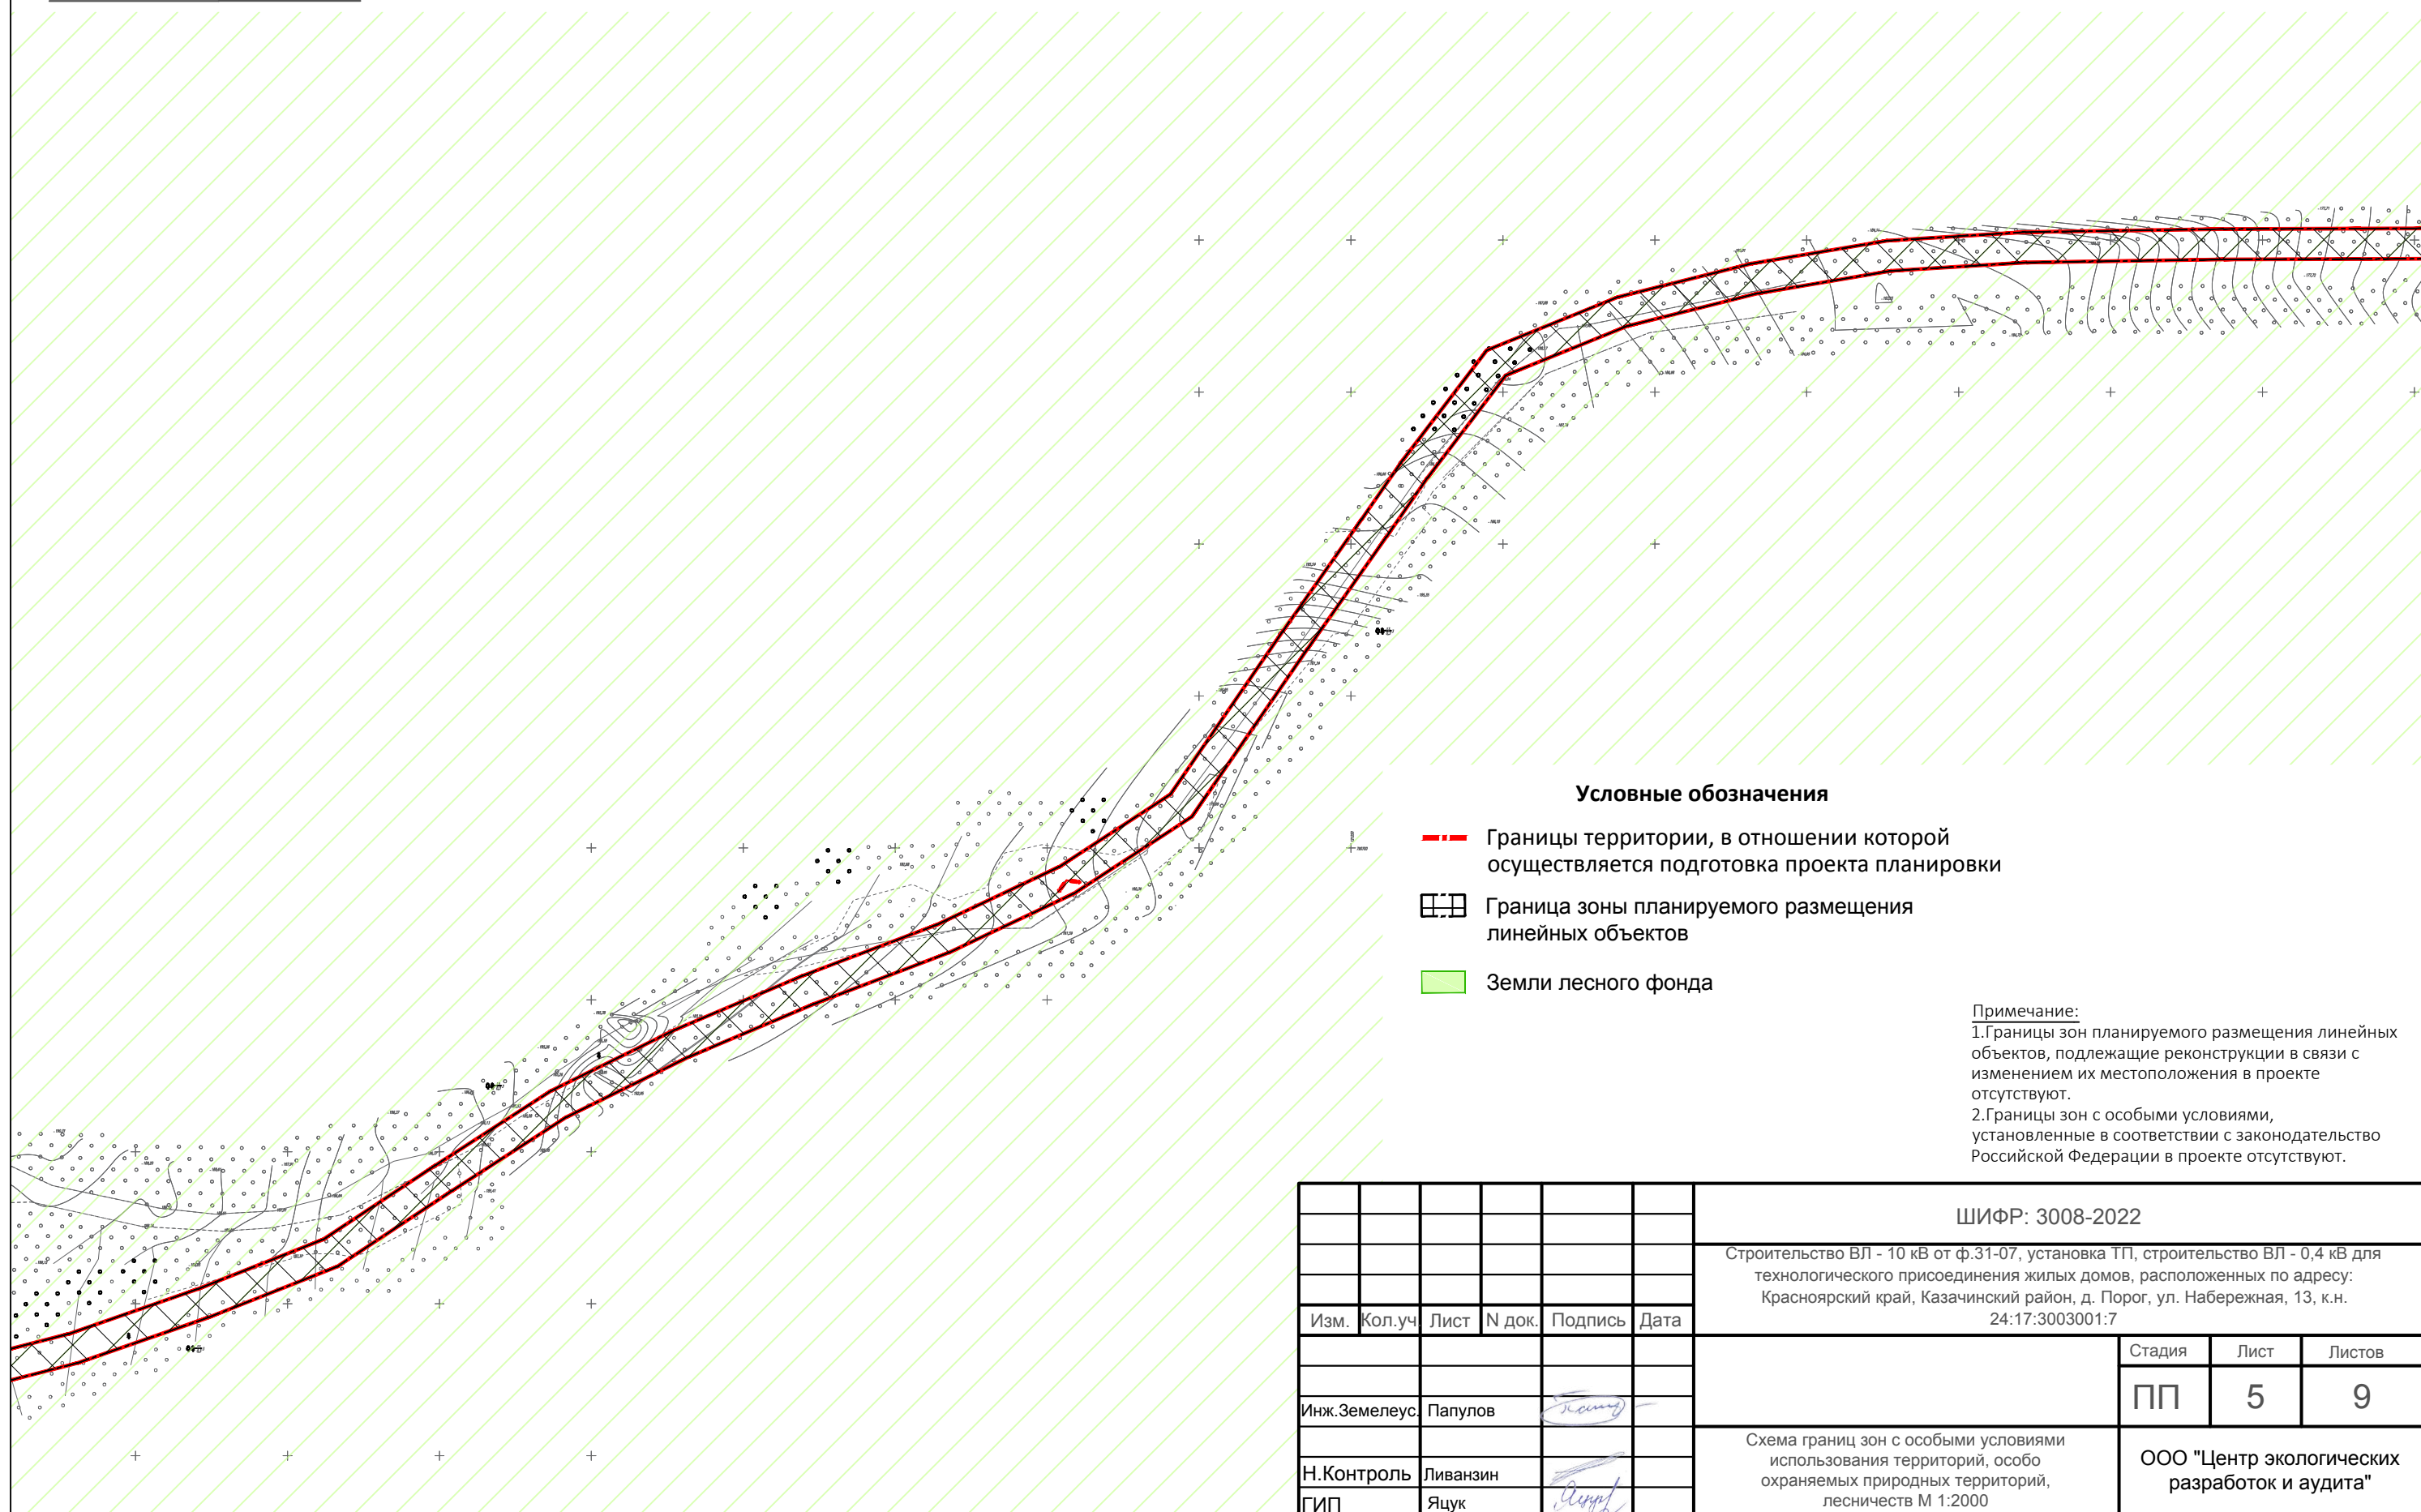 Условные обозначения
Границы территории, в отношении которой
осуществляется подготовка проекта планировки
Граница зоны планируемого размещения
линейных объектов
Земли лесного фонда
Примечание:
1.Границы зон планируемого размещения линейных
объектов, подлежащие реконструкции в связи с
изменением их местоположения в проекте
отсутствуют.
2.Границы зон с особыми условиями,
установленные в соответствии с законодательство
Российской Федерации в проекте отсутствуют.
ШИФР: 3008-2022
Строительство ВЛ - 10 кВ от ф.31-07, установка ТП, строительство ВЛ - 0,4 кВ для
технологического присоединения жилых домов, расположенных по адресу:
Красноярский край, Казачинский район, д. Порог, ул. Набережная, 13, к.н.
24:17:3003001:7
Изм. Кол.уч Лист N док. Подпись Дата
Стадия Лист Листов
ПП 5 9
Инж.Земелеус. Папулов
Н.Контроль Ливанзин
ГИП Яцук
Схема границ зон с особыми условиями
использования территорий, особо
охраняемых природных территорий,
лесничеств М 1:2000
ООО "Центр экологических
разработок и аудита"